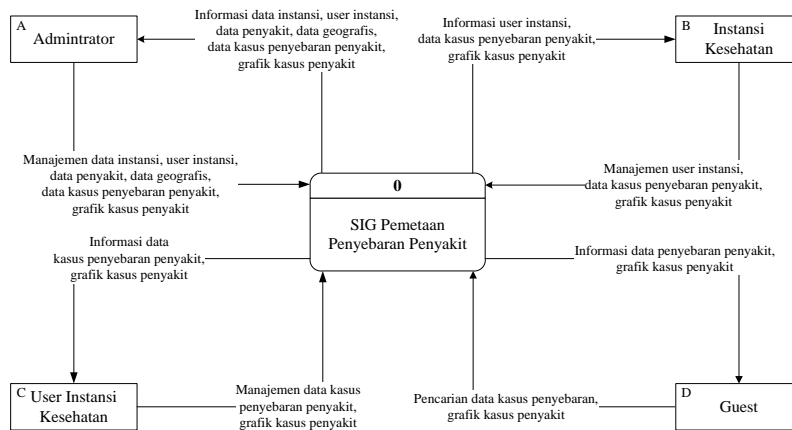 A
Admintrator
Informasi data instansi, user instansi,
data penyakit, data geografis,
data kasus penyebaran penyakit,
grafik kasus penyakit
Informasi user instansi,
data kasus penyebaran penyakit,
grafik kasus penyakit
B
Instansi
Kesehatan
Manajemen data instansi, user instansi,
data penyakit, data geografis,
data kasus penyebaran penyakit,
grafik kasus penyakit
0
SIG Pemetaan
Penyebaran Penyakit
Manajemen user instansi,
data kasus penyebaran penyakit,
grafik kasus penyakit
Informasi data
kasus penyebaran penyakit,
grafik kasus penyakit
Informasi data penyebaran penyakit,
grafik kasus penyakit
C
User Instansi
Kesehatan
Manajemen data kasus
penyebaran penyakit,
grafik kasus penyakit
Pencarian data kasus penyebaran,
grafik kasus penyakit
D
Guest